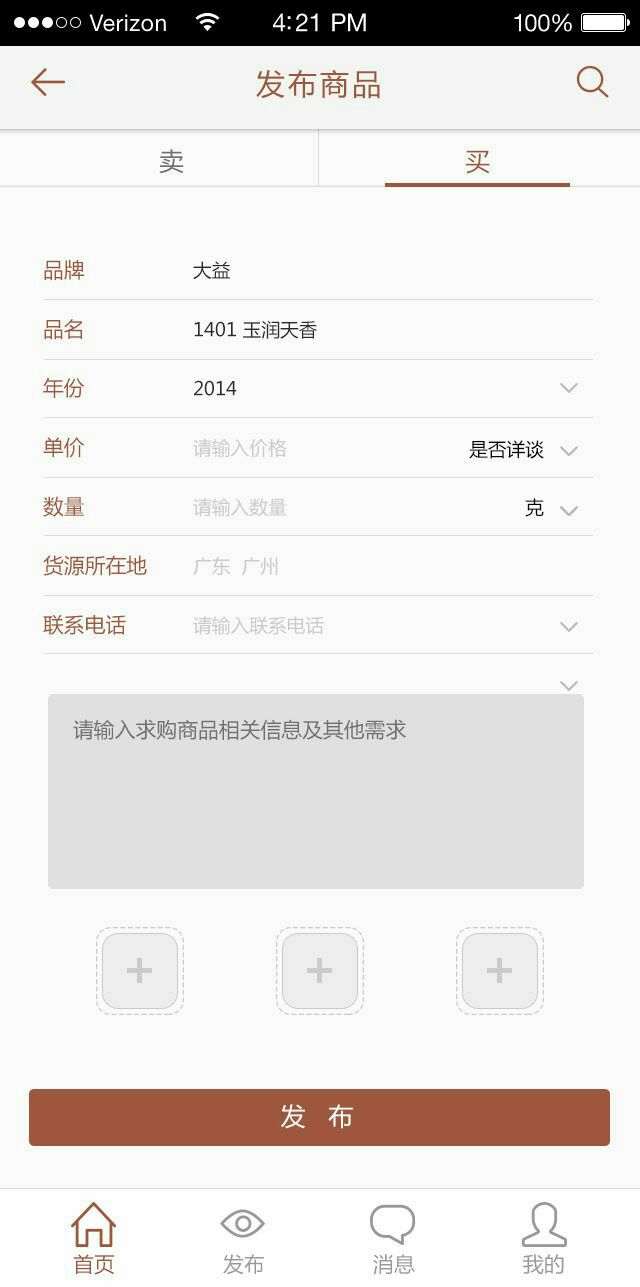 Verizon 4:21 PM 100%
发布商品
卖 买
品牌 大益
品名 1401 玉润天香
年份 2014
单价 请输入价格 是否详谈
数量 请输入数量 克
货源所在地 广东 广州
联系电话 请输入联系电话
请输入求购商品相关信息及其他需求
发 布
首页 发布 消息 我的